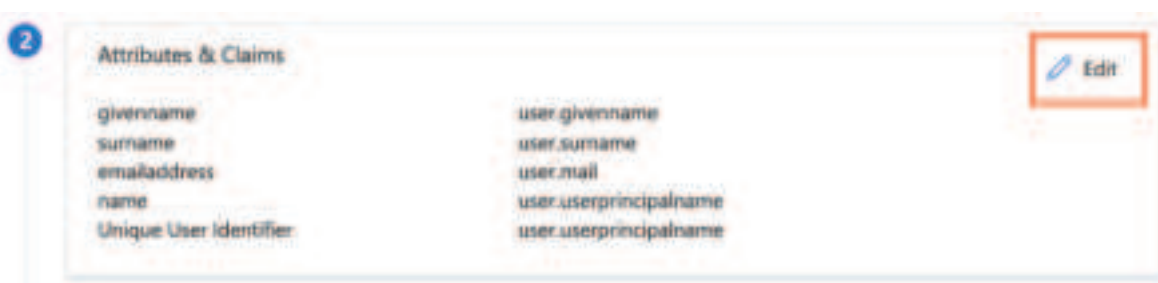 2
Attributes & Claims
Edit
givenname user.givenname
surname user.surname
emailaddress user.mail
name user.userprincipalname
Unique User Identifier user.userprincipalname